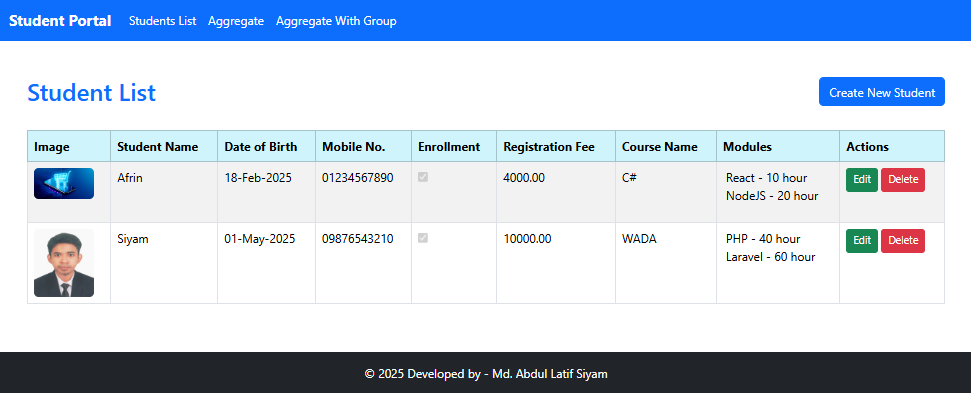 Student Portal Students List Aggregate Aggregate With Group
Student List
Create New Student
Image Student Name Date of Birth Mobile No. Enrollment Registration Fee Course Name Modules Actions
Afrin 18-Feb-2025 01234567890 4000.00 C# React - 10 hour Edit Delete
NodeJS - 20 hour
Siyam 01-May-2025 09876543210 10000.00 WADA PHP - 40 hour Edit Delete
Laravel - 60 hour
© 2025 Developed by - Md. Abdul Latif Siyam